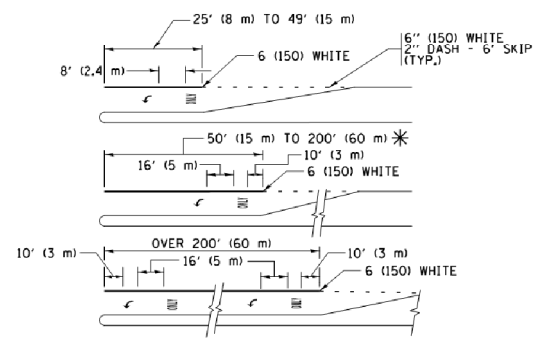 25' (8 m) TO 49' (15 m)
6" (150) WHITE
2" DASH - 6' SKIP
(TYP.)
6 (150) WHITE
8' (2.4 m)
ONLY
50' (15 m) TO 200' (60 m) *
16' (5 m)
10' (3 m)
6 (150) WHITE
ONLY
OVER 200' (60 m)
10' (3 m)
16' (5 m)
10' (3 m)
6 (150) WHITE
ONLY
ONLY